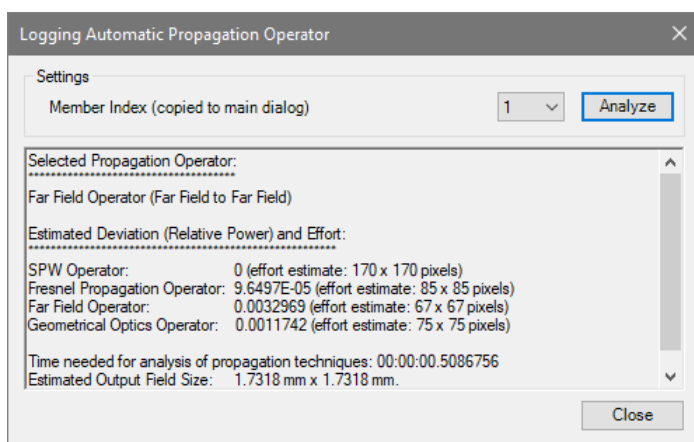 Logging Automatic Propagation Operator
Settings
Member Index (copied to main dialog) 1 Analyze
Selected Propagation Operator:
**************************************
Far Field Operator (Far Field to Far Field)
Estimated Deviation (Relative Power) and Effort:
********************************************************
SPW Operator: 0 (effort estimate: 170 x 170 pixels)
Fresnel Propagation Operator: 9.6497E-05 (effort estimate: 85 x 85 pixels)
Far Field Operator: 0.0032969 (effort estimate: 67 x 67 pixels)
Geometrical Optics Operator: 0.0011742 (effort estimate: 75 x 75 pixels)
Time needed for analysis of propagation techniques: 00:00:00.5086756
Estimated Output Field Size: 1.7318 mm x 1.7318 mm.
Close